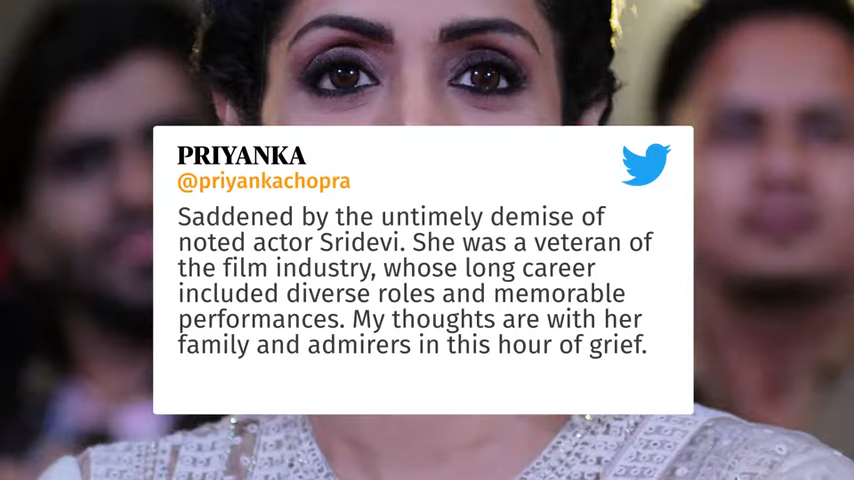 PRIYANKA
@priyankachopra
Saddened by the untimely demise of
noted actor Sridevi. She was a veteran of
the film industry, whose long career
included diverse roles and memorable
performances. My thoughts are with her
family and admirers in this hour of grief.